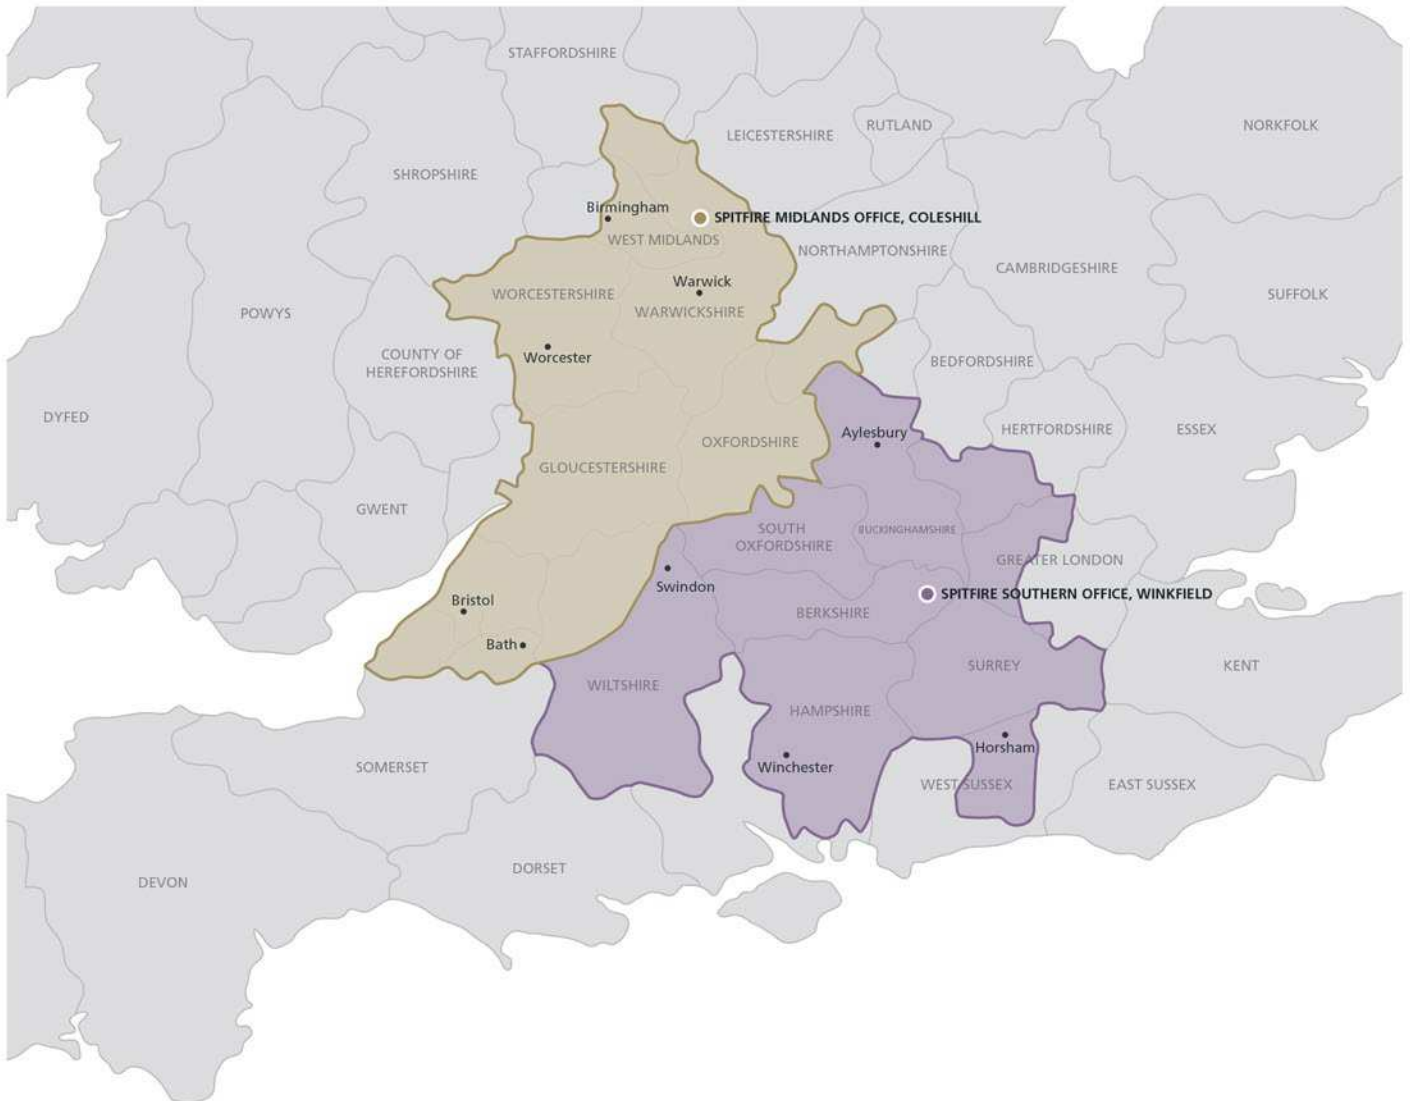 STAFFORDSHIRE
NORKFOLK
RUTLAND
LEICESTERSHIRE
SHROPSHIRE
Birmingham
SPITFIRE MIDLANDS OFFICE, COLESHILL
WEST MIDLANDS
NORTHAMPTONSHIRE
CAMBRIDGESHIRE
Warwick
WORCESTERSHIRE
SUFFOLK
POWYS
WARWICKSHIRE
Worcester
COUNTY OF
HEREFORDSHIRE
BEDFORDSHIRE
DYFED
Aylesbury
HERTFORDSHIRE
ESSEX
OXFORDSHIRE
GLOUCESTERSHIRE
GWENT
SOUTH
OXFORDSHIRE
BUCKINGHAMSHIRE
GREATER LONDON
Swindon
SPITFIRE SOUTHERN OFFICE, WINKFIELD
Bristol
BERKSHIRE
Bath
SURREY
KENT
WILTSHIRE
HAMPSHIRE
Horsham
SOMERSET
Winchester
WEST SUSSEX
EAST SUSSEX
DORSET
DEVON